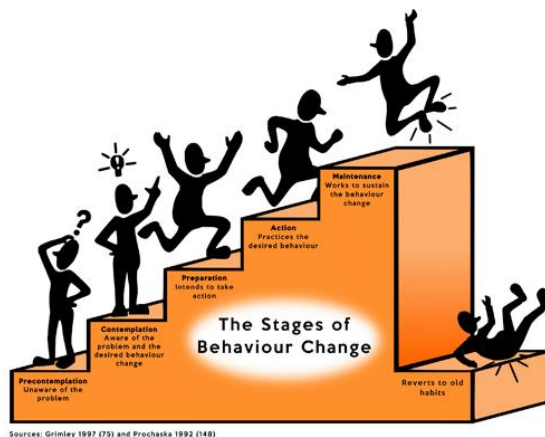 ?
Maintenance
Works to sustain
the behaviour
change
Action
Practices the
desired behaviour
Preparation
Intends to take
action
Contemplation
Aware of the
problem and the
desired behaviour
change
Precontemplation
Unaware of the
problem
The Stages of
Behaviour Change
Reverts to old
habits
Sources: Grimley 1997 (75) and Prochaska 1992 (148)